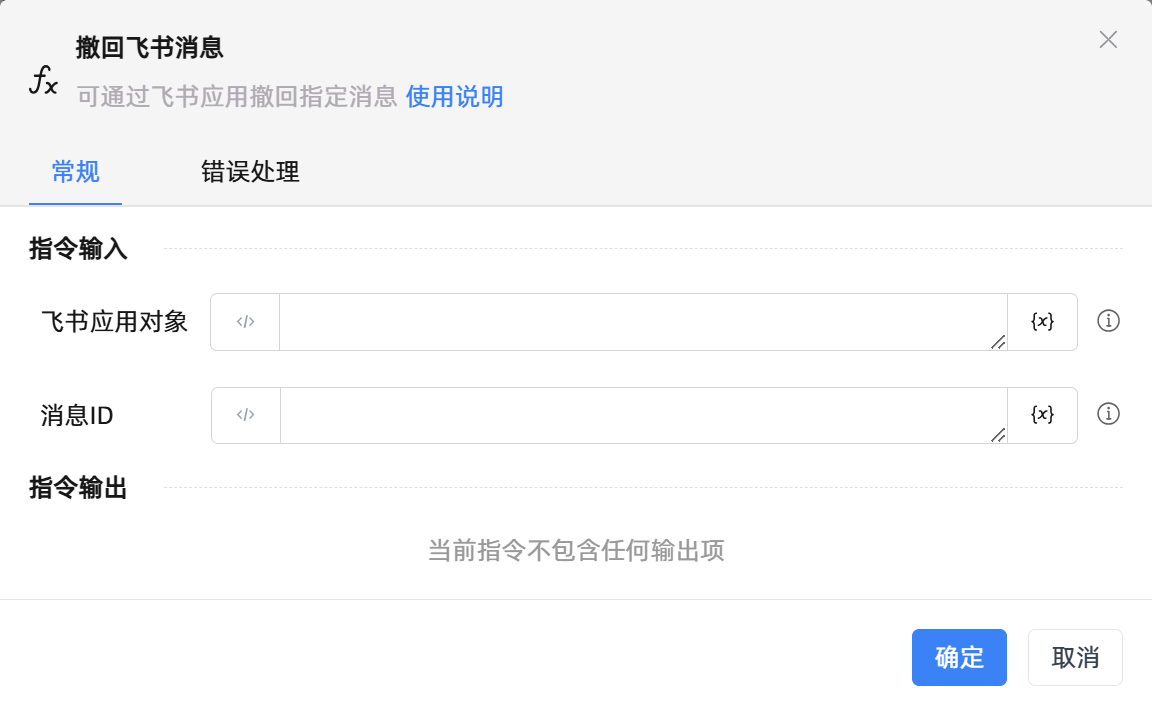 撤回飞书消息
fx
可通过飞书应用撤回指定消息 使用说明
常规 错误处理
指令输入
飞书应用对象 </> {x}
消息ID </> {x}
指令输出
当前指令不包含任何输出项
确定 取消